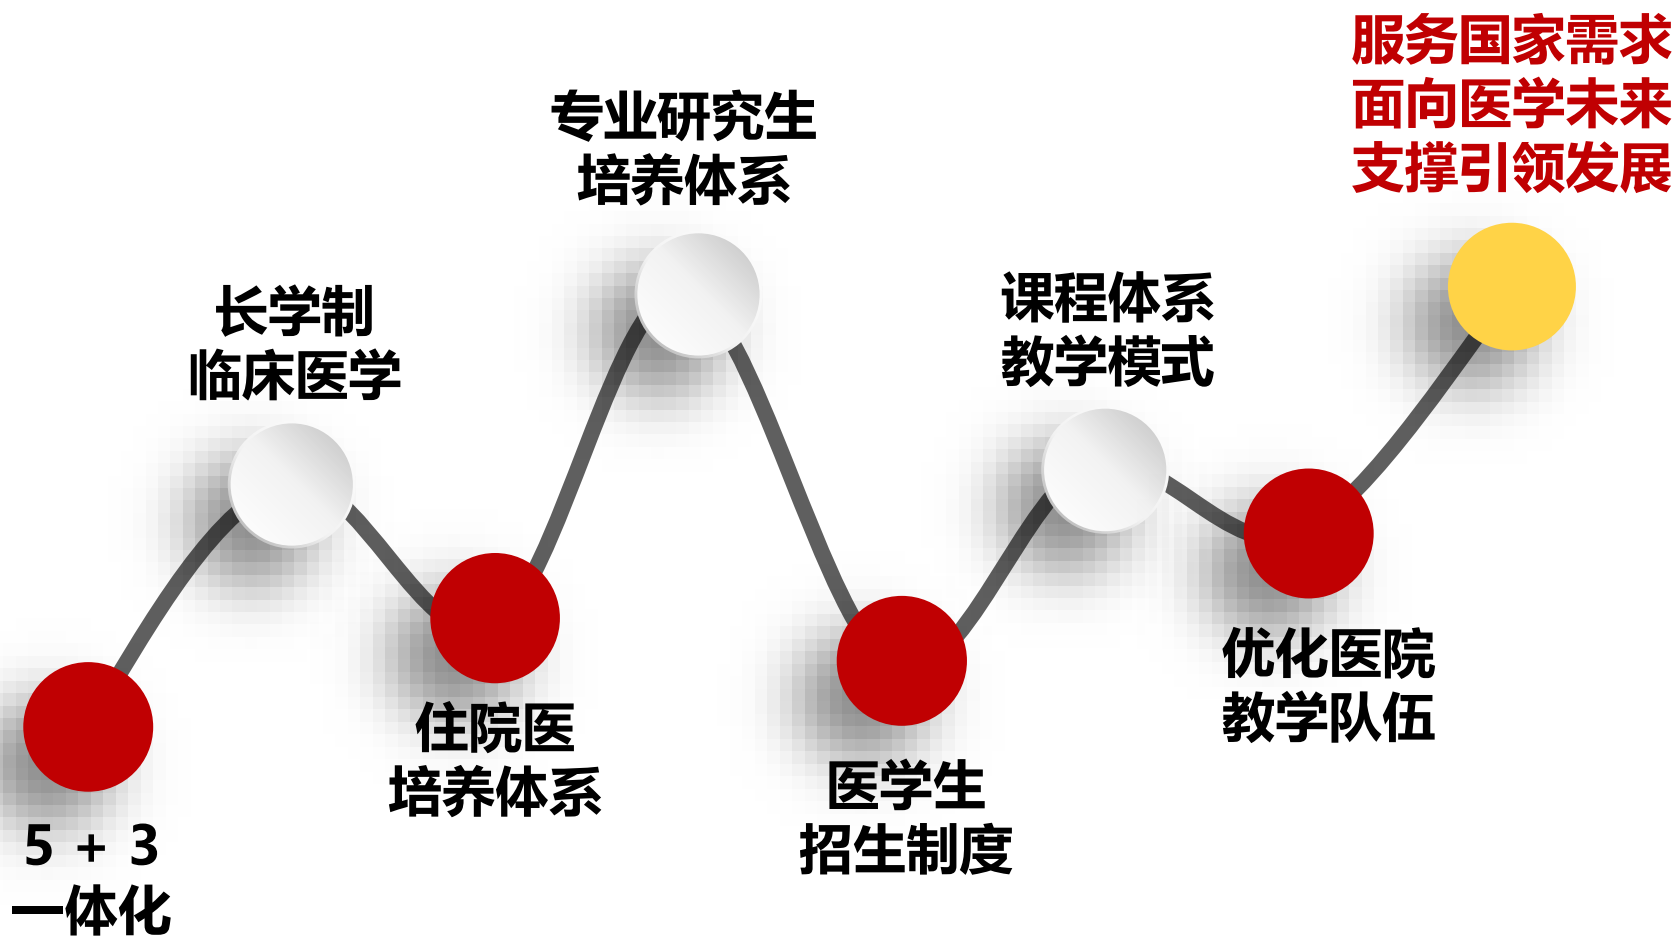 5 + 3
一体化
长学制
临床医学
住院医
培养体系
专业研究生
培养体系
医学生
招生制度
课程体系
教学模式
优化医院
教学队伍
服务国家需求
面向医学未来
支撑引领发展